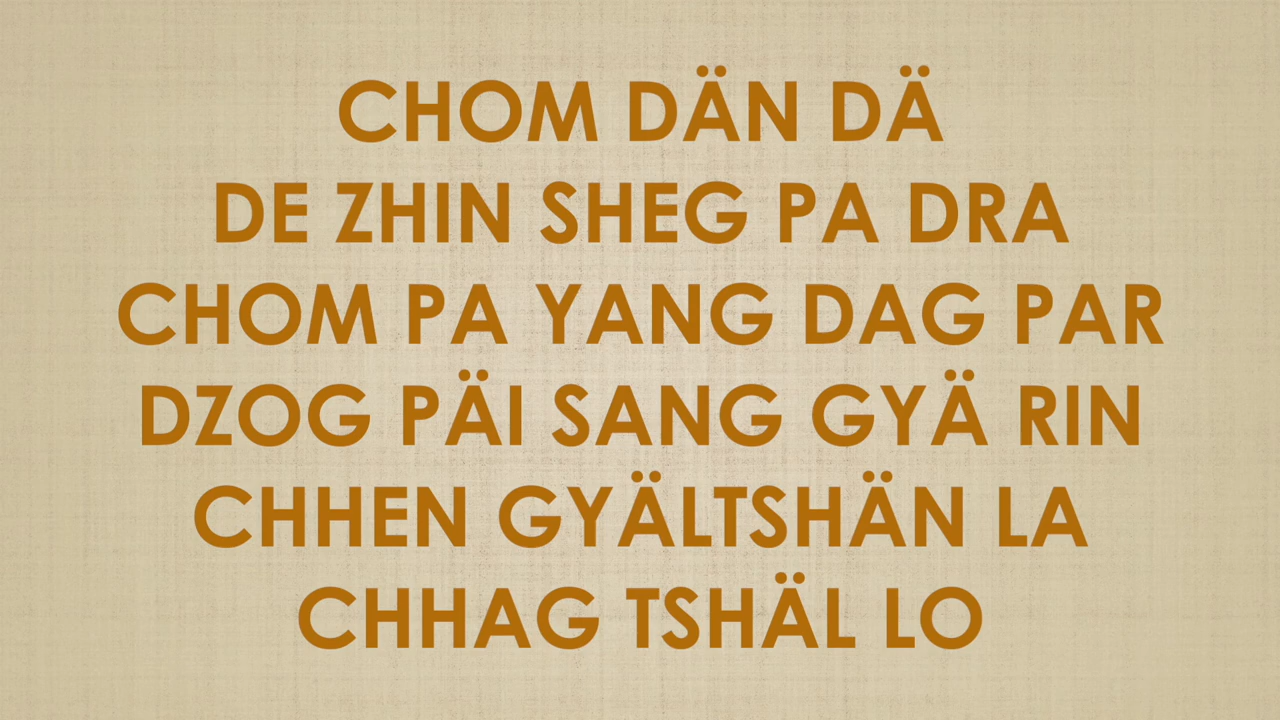 CHOM DÄN DÄ
DE ZHIN SHEG PA DRA
CHOM PA YANG DAG PAR
DZOG PÄI SANG GYÄ RIN
CHHEN GYÄLTSHÄN LA
CHHAG TSHÄL LO